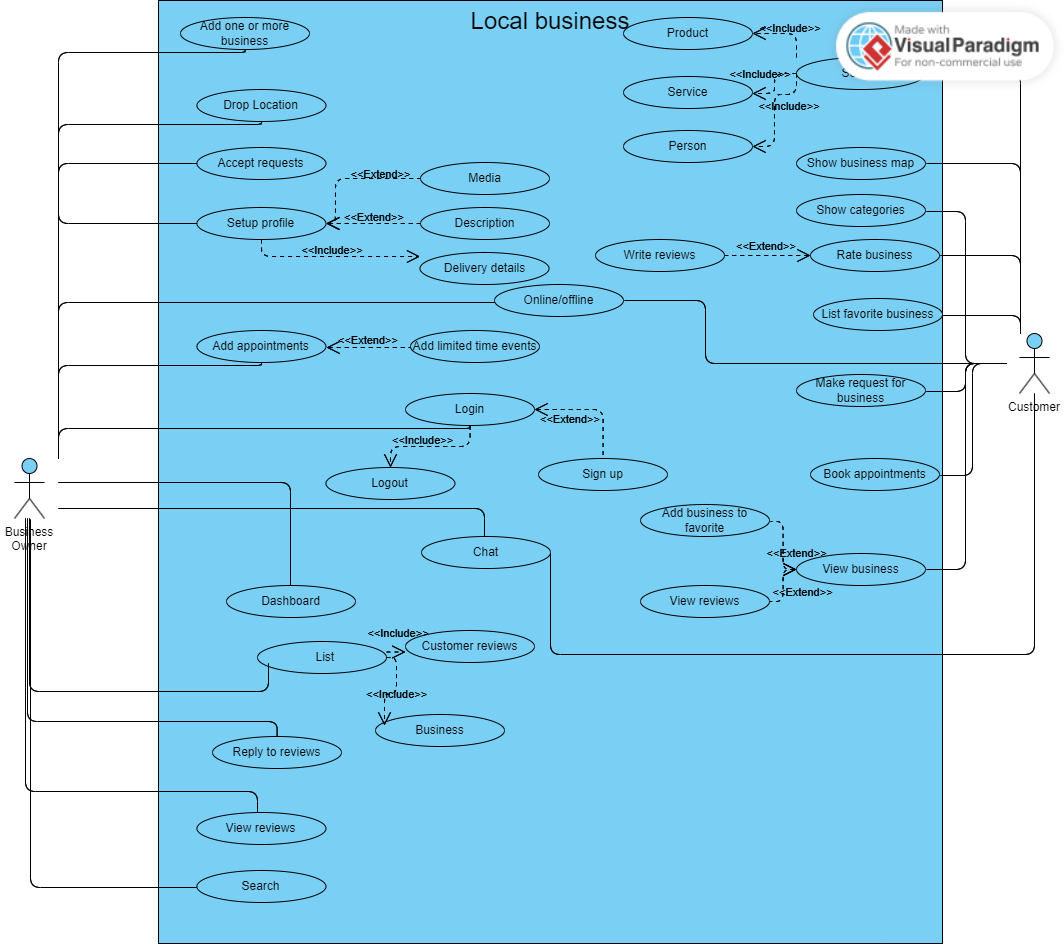 Local business
Add one or more
business
Product
<<Include>>
Made with
VisualParadigm
For non-commercial use
<<Include>>
Service
<<Include>>
Drop Location
Person
Accept requests
Show business map
<<Extend>>
Media
Show categories
Setup profile
<<Extend>>
Description
<<Include>>
Delivery details
Write reviews
<<Extend>>
Rate business
Online/offline
List favorite business
Add appointments
<<Extend>>
Add limited time events
Make request for
business
Customer
Login
<<Extend>>
<<Include>>
Logout
Sign up
Book appointments
Business
Owner
Add business to
favorite
Chat
<<Extend>>
View business
<<Extend>>
View reviews
Dashboard
<<Include>>
List
Customer reviews
<<Include>>
Business
Reply to reviews
View reviews
Search